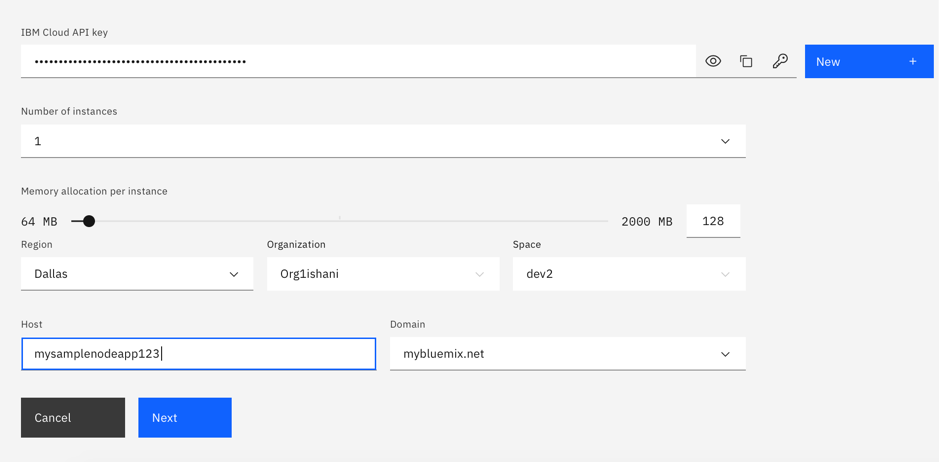 IBM Cloud API key
••••••••••••••••••••••••••••••••••••••••••••
New +
Number of instances
1
Memory allocation per instance
64 MB 2000 MB 128
Region Organization Space
Dallas Org1ishani dev2
Host Domain
mysamplenodeapp123 mybluemix.net
Cancel Next